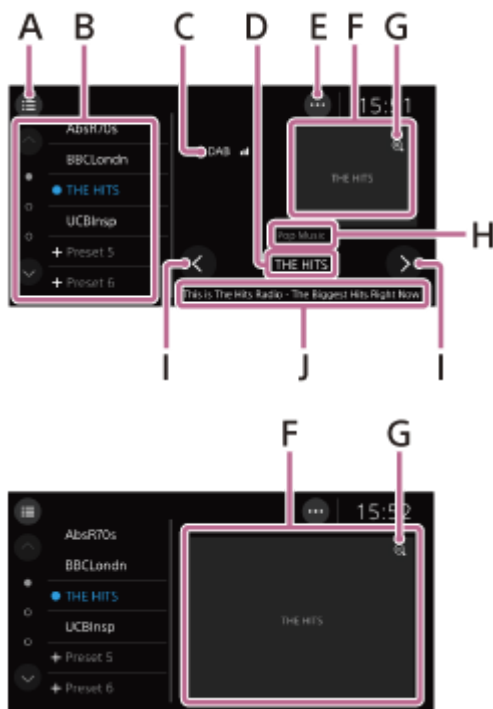 A B C D E F G
15:51
AbsR70s
BBCLondn
THE HITS
UCBInsp
+ Preset 5
+ Preset 6
DAB
THE HITS
Pop Music
THE HITS
This is The Hits Radio - The Biggest Hits Right Now
H
I J I
F G
15:52
AbsR70s
BBCLondn
THE HITS
UCBInsp
+ Preset 5
+ Preset 6
THE HITS